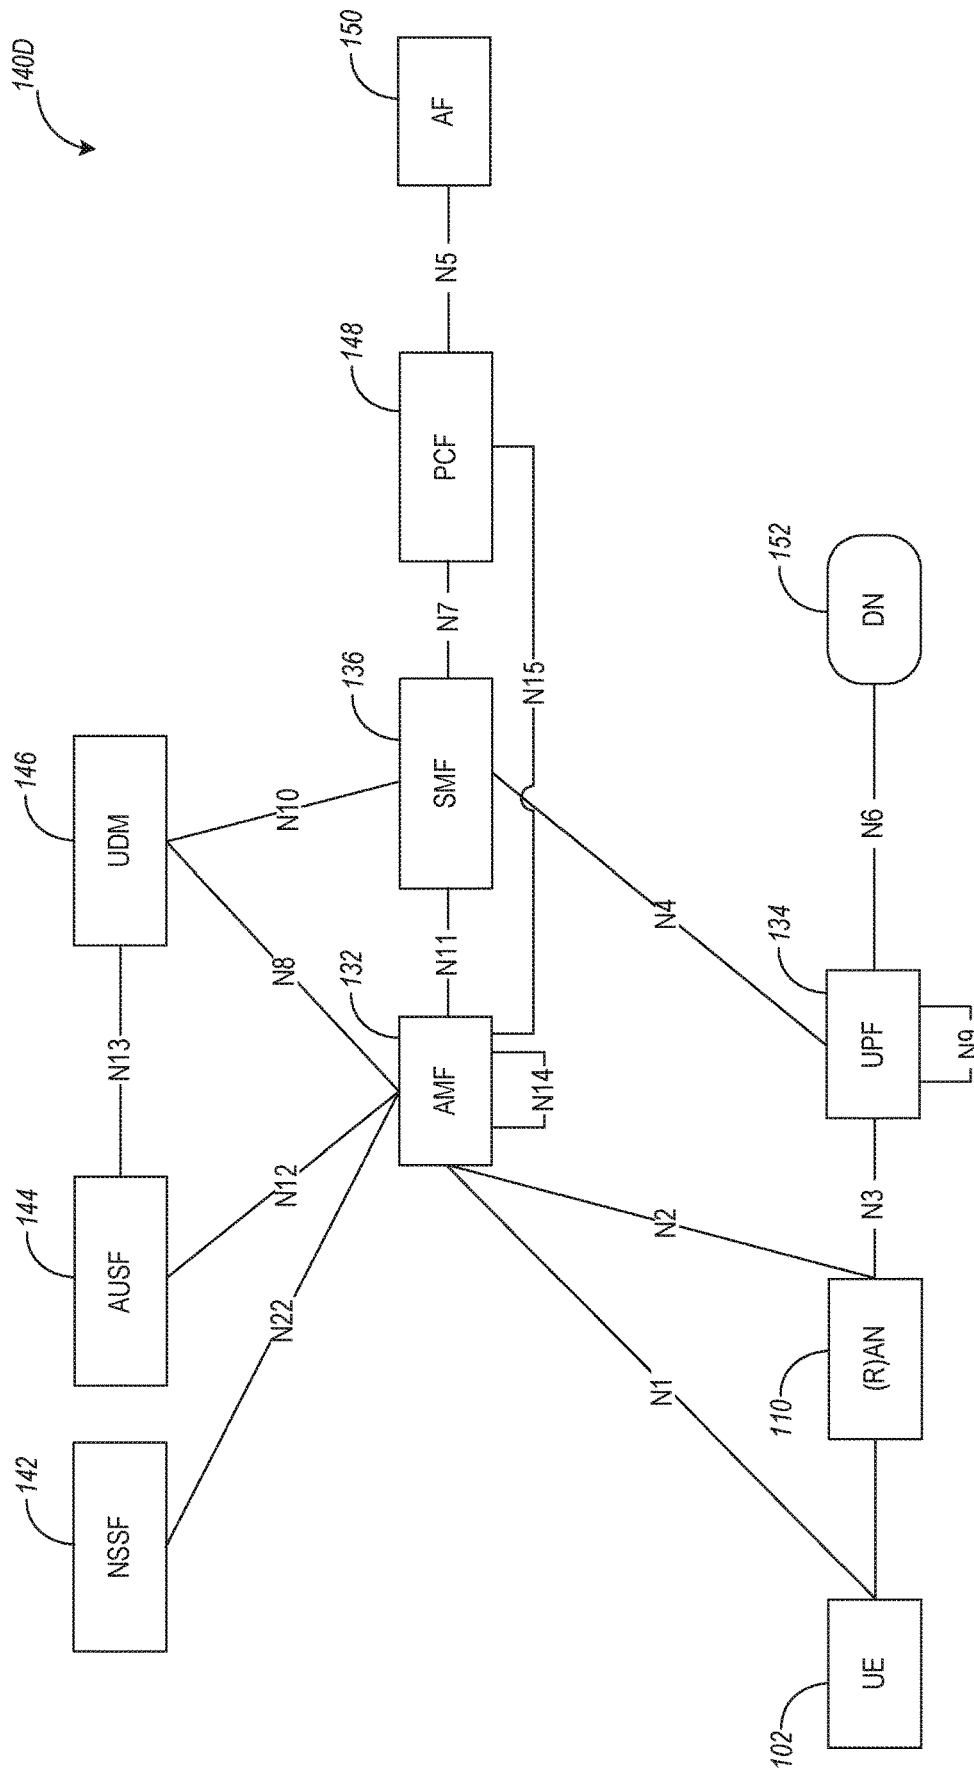 140D
142
144
146
NSSF
AUSF
N13
UDM
N22
N12
N8
N10
132
136
148
150
AMF
N11
SMF
N7
PCF
N5
AF
N14
N15
N1
N2
N4
102
110
134
152
UE
(R)AN
N3
UPF
N6
DN
N9